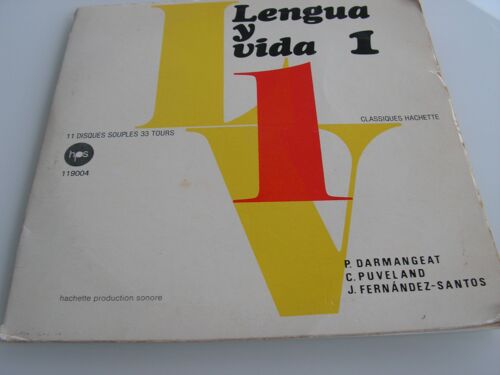 Lengua
y
vida 1
L
1
V
11 DISQUES SOUPLES 33 TOURS
CLASSIQUES HACHETTE
hps
119004
P. DARMANGEAT
C. PUVELAND
J. FERNÁNDEZ-SANTOS
hachette production sonore